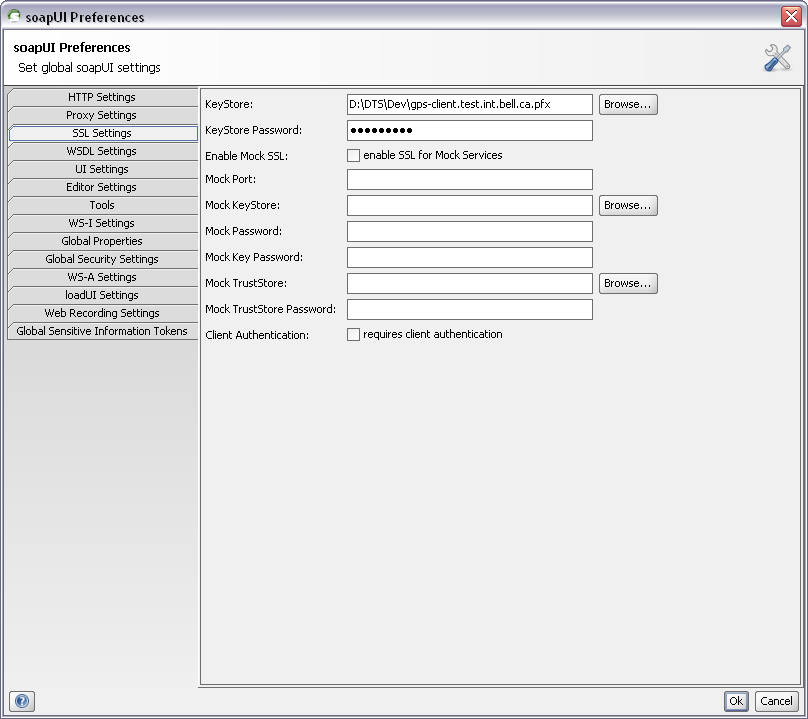 soapUI Preferences
soapUI Preferences
Set global soapUI settings
HTTP Settings
Proxy Settings
SSL Settings
WSDL Settings
UI Settings
Editor Settings
Tools
WS-I Settings
Global Properties
Global Security Settings
WS-A Settings
loadUI Settings
Web Recording Settings
Global Sensitive Information Tokens
KeyStore: D:\DTS\Dev\gps-client.test.int.bell.ca.pfx Browse...
KeyStore Password: ●●●●●●●●●
Enable Mock SSL: enable SSL for Mock Services
Mock Port:
Mock KeyStore: Browse...
Mock Password:
Mock Key Password:
Mock TrustStore: Browse...
Mock TrustStore Password:
Client Authentication: requires client authentication
Ok Cancel